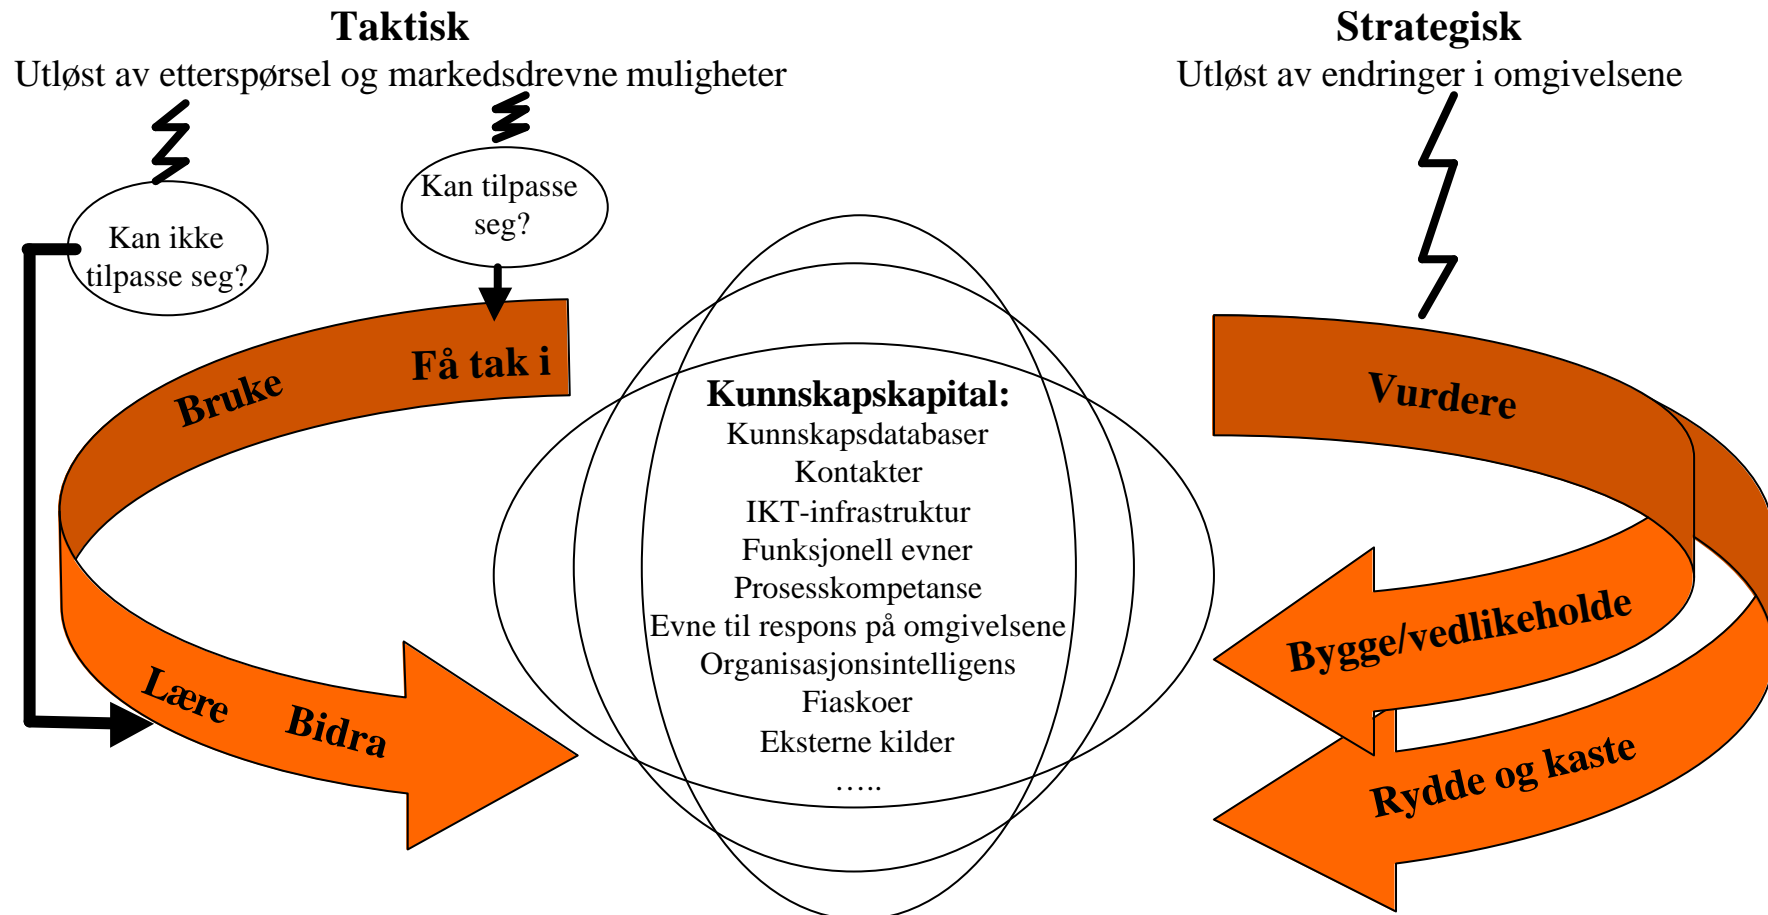 Taktisk
Utløst av etterspørsel og markedsdrevne muligheter
Kan ikke
tilpasse seg?
Kan tilpasse
seg?
Få tak i
Bruke
Lære
Bidra
Kunnskapskapital:
Kunnskapsdatabaser
Kontakter
IKT-infrastruktur
Funksjonell evner
Prosesskompetanse
Evne til respons på omgivelsene
Organisasjonsintelligens
Fiaskoer
Eksterne kilder
…..
Strategisk
Utløst av endringer i omgivelsene
Vurdere
Bygge/vedlikeholde
Rydde og kaste